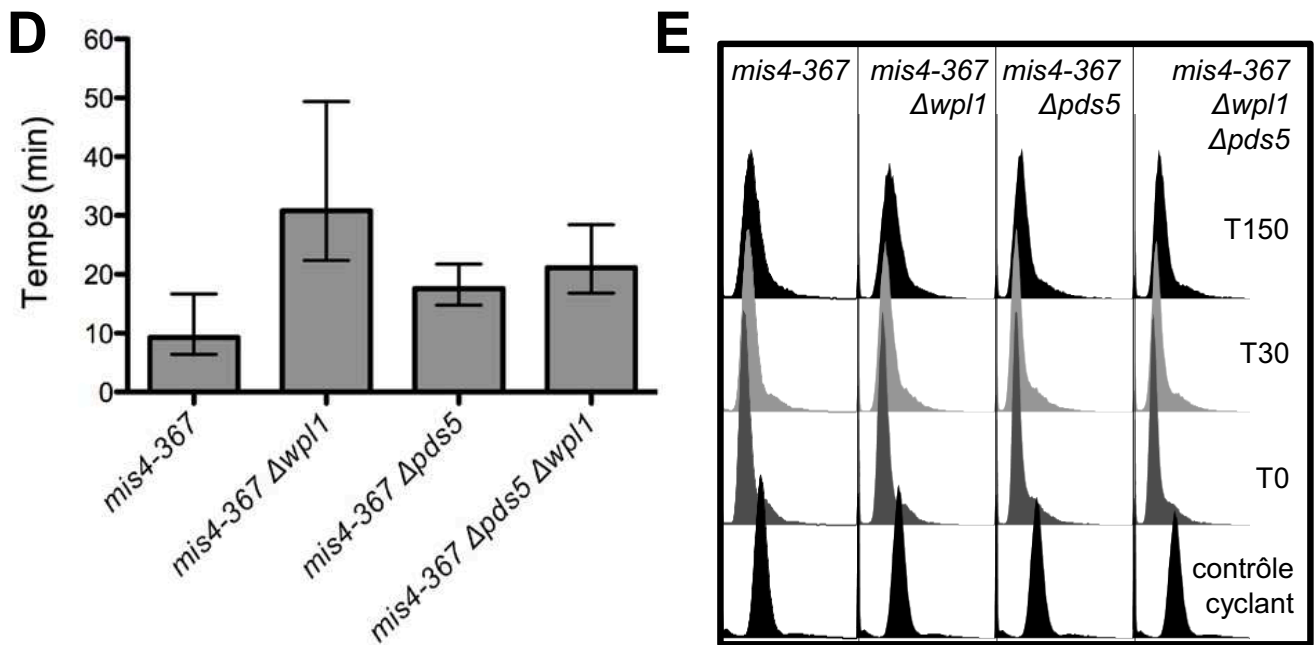 D
60
50
40
30
20
10
0
Temps (min)
mis4-367
mis4-367 Δwpl1
mis4-367 Δpds5
mis4-367 Δpds5 Δwpl1
E
mis4-367
mis4-367
Δwpl1
mis4-367
Δpds5
mis4-367
Δwpl1
Δpds5
T150
T30
T0
contrôle
cyclant